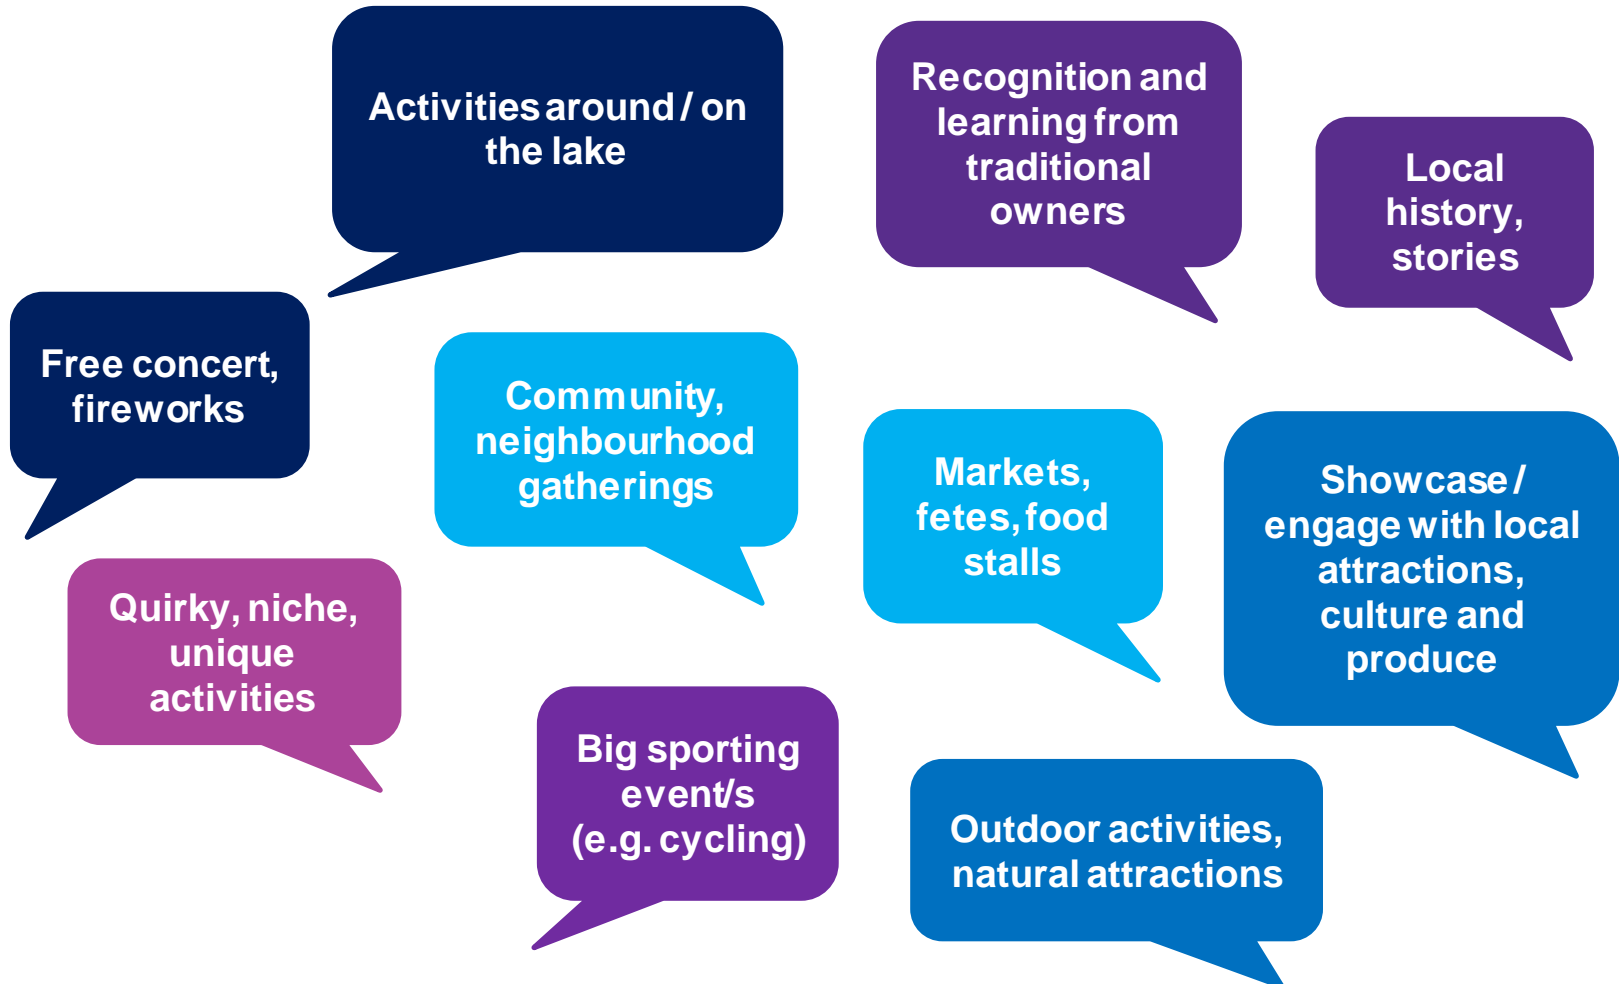 Activities around / on
the lake
Recognition and
learning from
traditional
owners
Local
history,
stories
Free concert,
fireworks
Community,
neighbourhood
gatherings
Markets,
fetes, food
stalls
Showcase /
engage with local
attractions,
culture and
produce
Quirky, niche,
unique
activities
Big sporting
event/s
(e.g. cycling)
Outdoor activities,
natural attractions